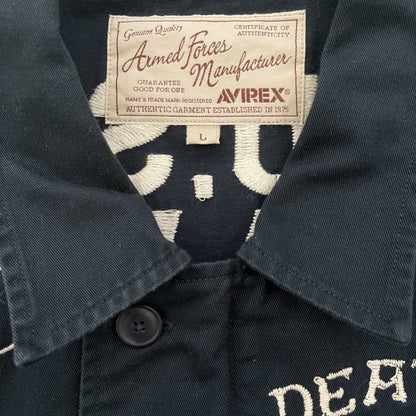 Genuine Quality
CERTIFICATE OF
AUTHENTICITY
Armed Forces
Manufacturer
GUARANTEE
GOOD FOR ONE
NAME & TRADE MARK REGISTERED
AVIREX®
AUTHENTIC GARMENT ESTABLISHED IN 1975
L
DEAT